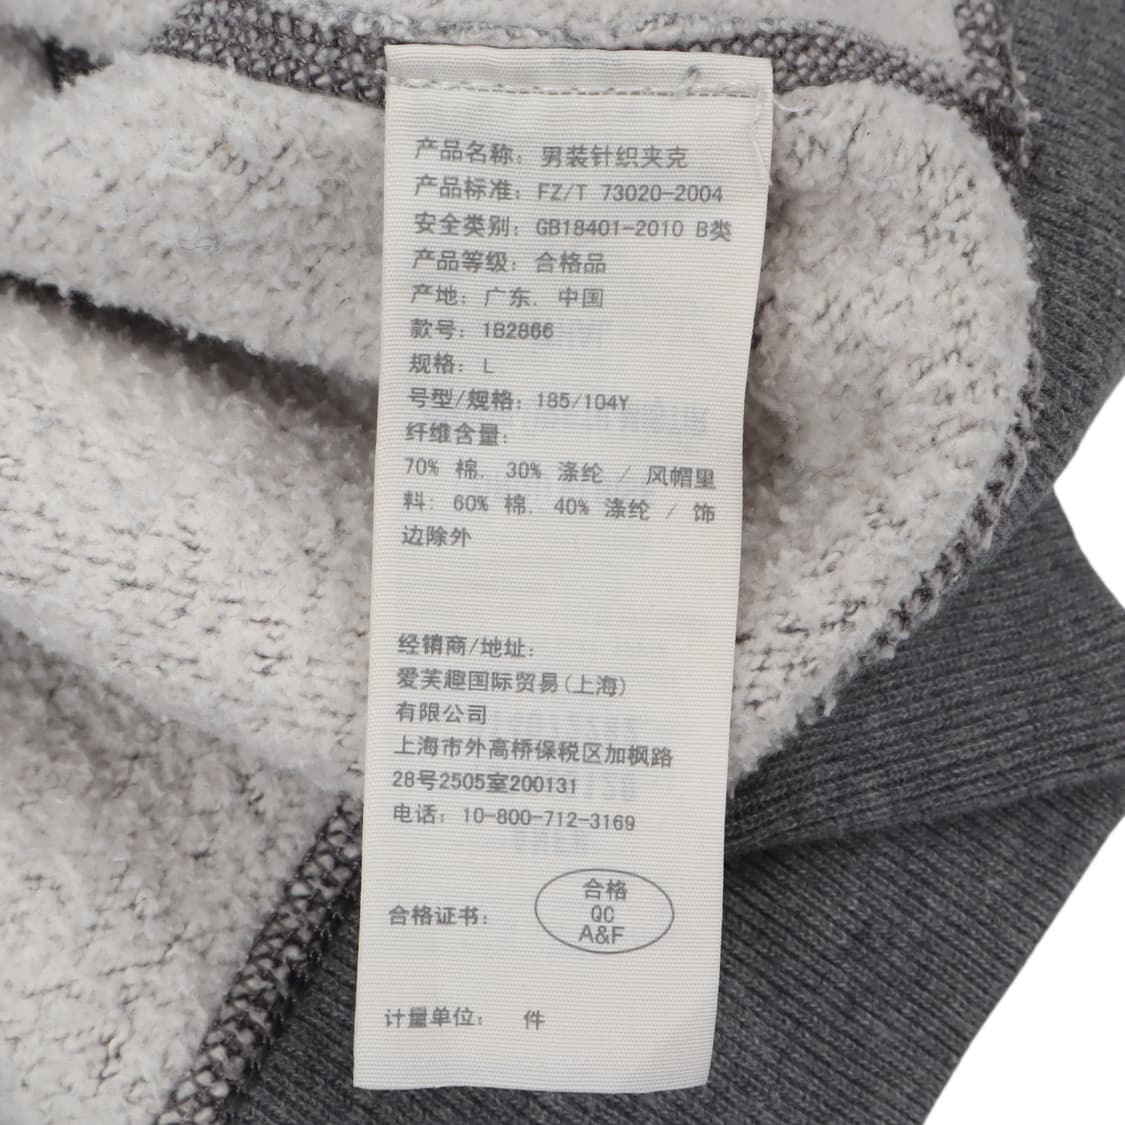 产品名称: 男装针织夹克
产品标准: FZ/T 73020-2004
安全类别: GB18401-2010 B类
产品等级: 合格品
产地: 广东, 中国
款号: 1B2866
规格: L
号型/规格: 185/104Y
纤维含量:
70% 棉, 30% 涤纶 / 风帽里
料: 60% 棉, 40% 涤纶 / 饰
边除外
经销商/地址:
爱芙趣国际贸易(上海)
有限公司
上海市外高桥保税区加枫路
28号2505室200131
电话: 10-800-712-3169
合格证书:
合格
QC
A&F
计量单位: 件